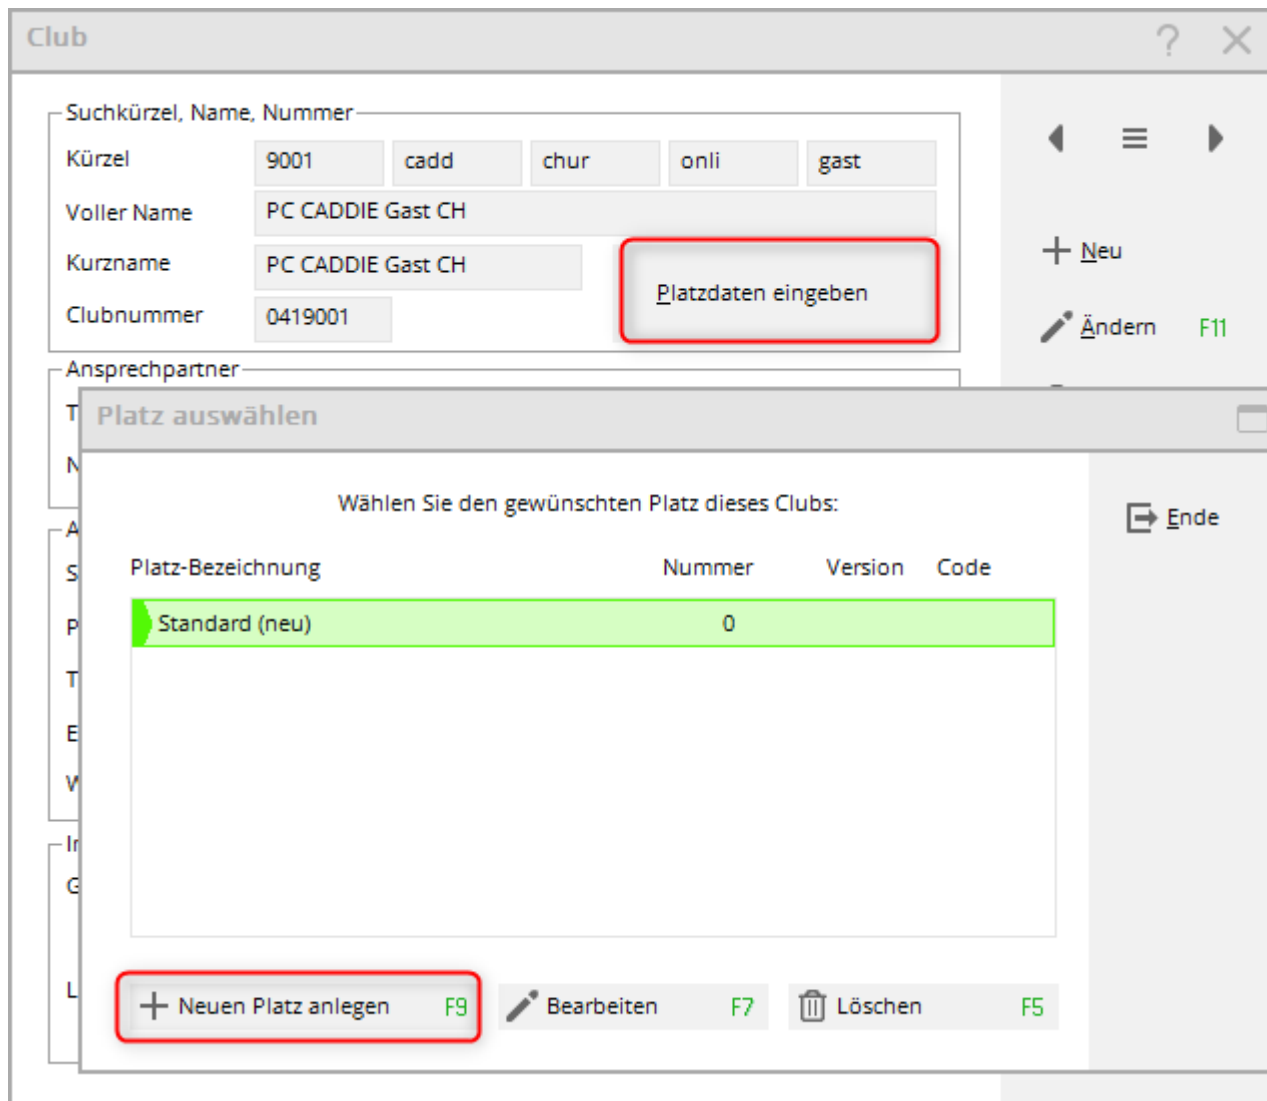 Club
Suchkürzel, Name, Nummer
Kürzel 9001 cadd chur onli gast
Voller Name PC CADDIE Gast CH
Kurzname PC CADDIE Gast CH
Platzdaten eingeben
Clubnummer 0419001
Neu
Ändern F11
Ansprechpartner
T
Platz auswählen
N
Wählen Sie den gewünschten Platz dieses Clubs:
Ende
A
S
Platz-Bezeichnung Nummer Version Code
P
Standard (neu) 0
T
E
W
Ir
G
L
Neuen Platz anlegen F9 Bearbeiten F7 Löschen F5